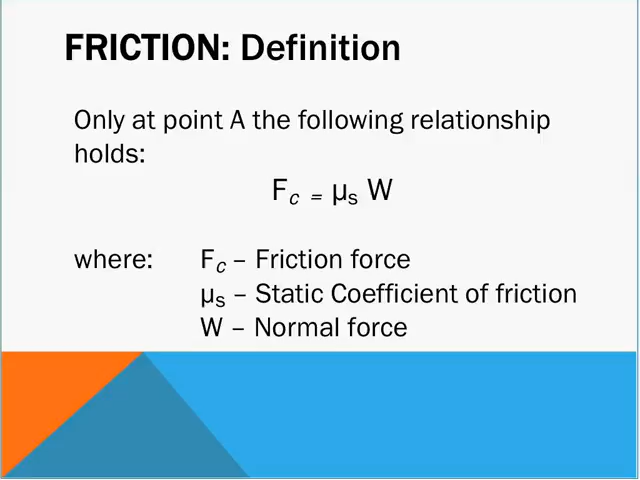 FRICTION: Definition
Only at point A the following relationship
holds:
Fc = µs W
where: Fc – Friction force
µs – Static Coefficient of friction
W – Normal force